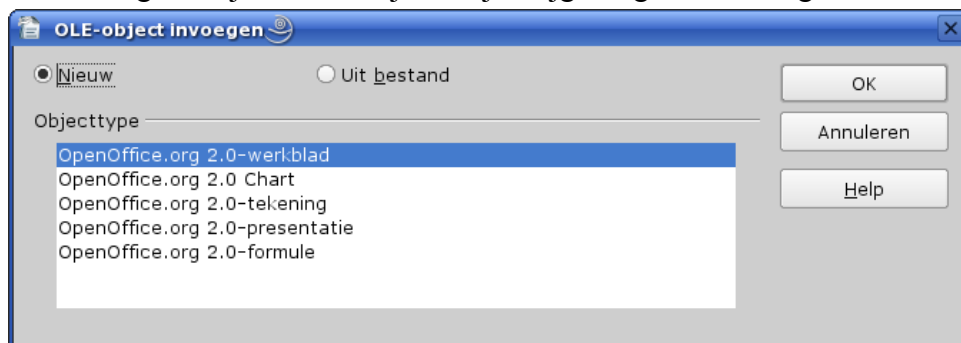 OLE-object invoegen
Nieuw
Uit bestand
OK
Objecttype
Annuleren
OpenOffice.org 2.0-werkblad
OpenOffice.org 2.0 Chart
Help
OpenOffice.org 2.0-tekening
OpenOffice.org 2.0-presentatie
OpenOffice.org 2.0-formule